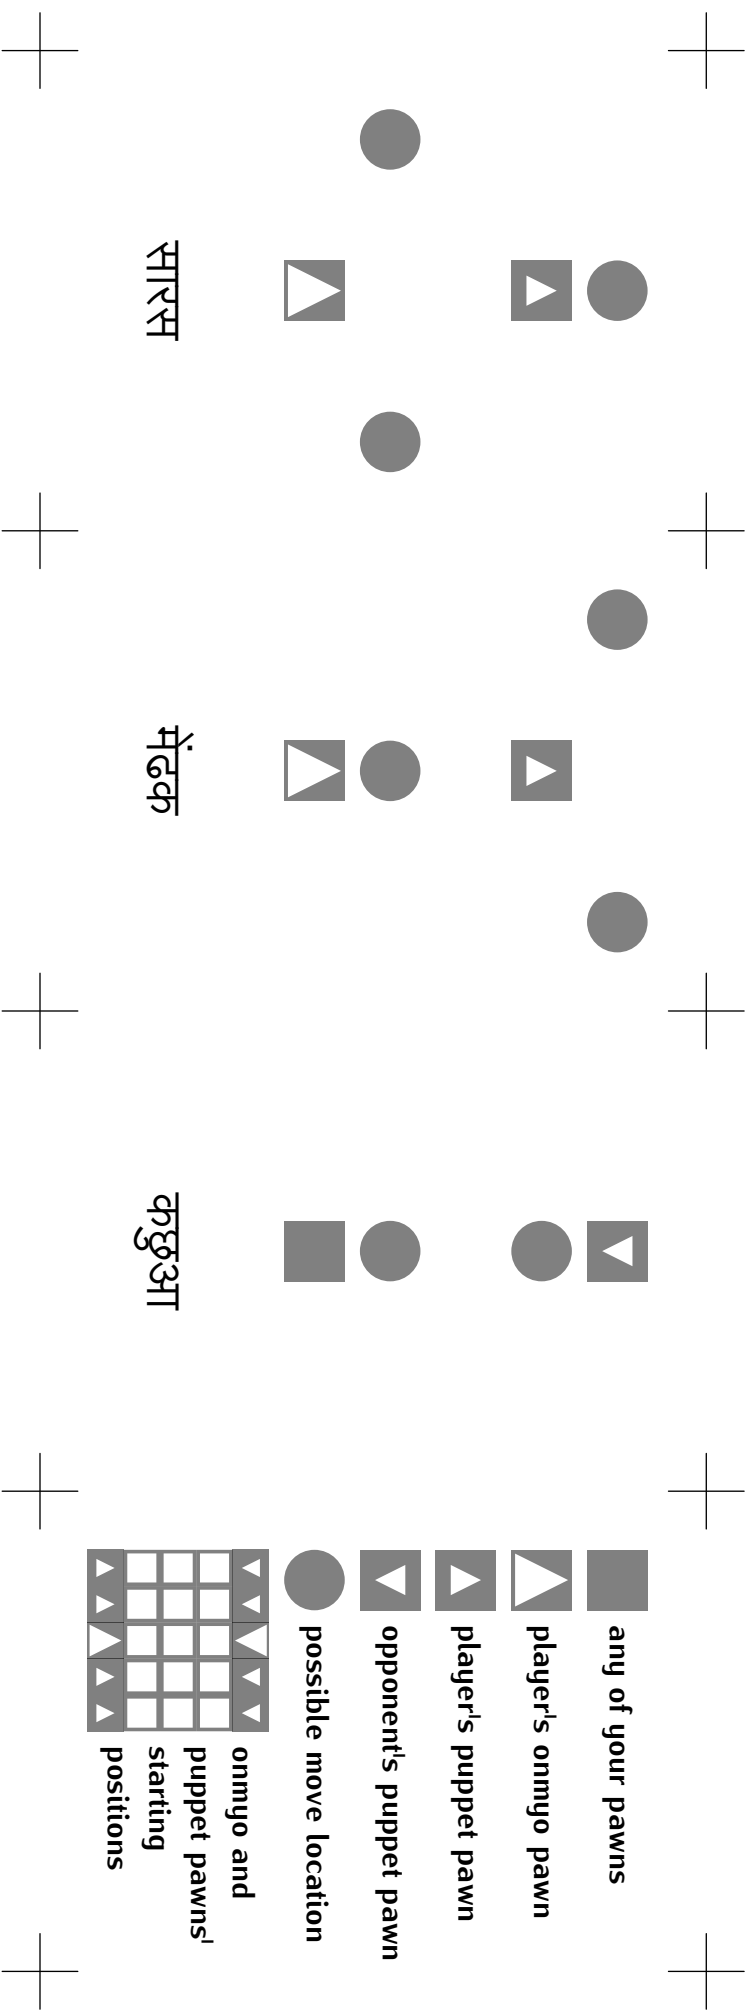 सारस
मेंढक
कछुआ
any of your pawns
player's onmyo pawn
player's puppet pawn
opponent's puppet pawn
possible move location
onmyo and
puppet pawns'
starting
positions